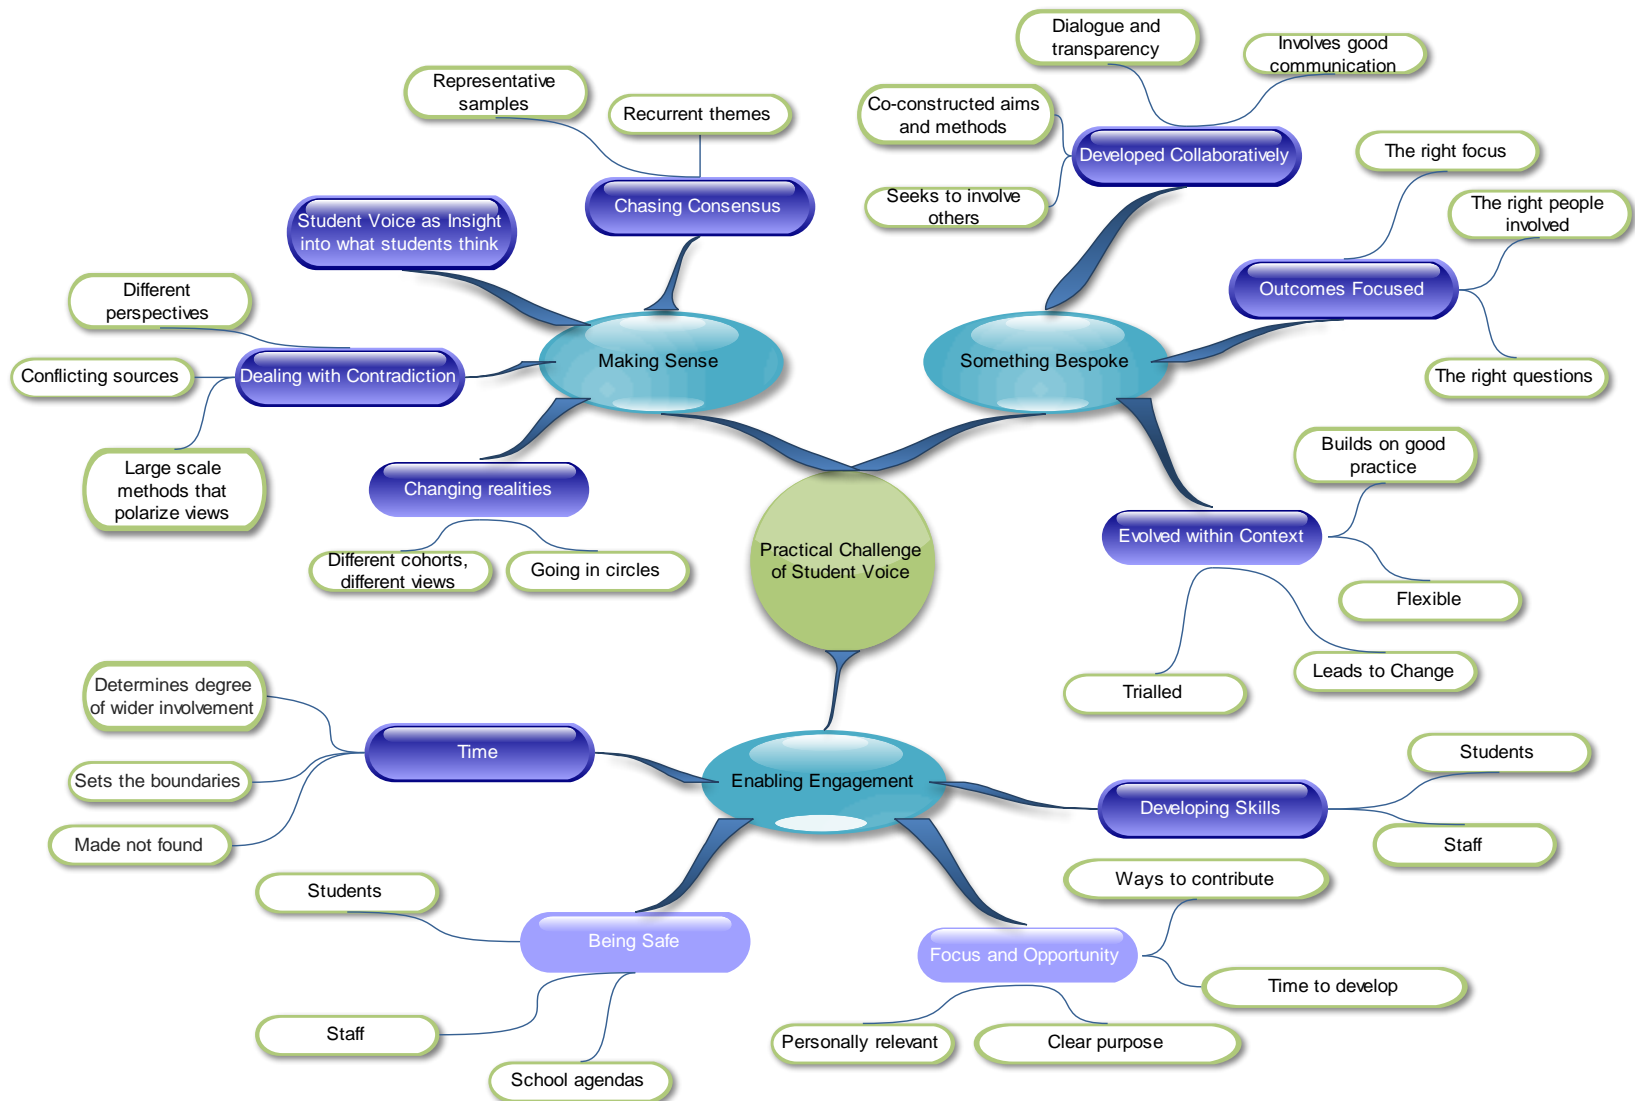 Dialogue and
transparency
Involves good
communication
Representative
samples
Recurrent themes
Co-constructed aims
and methods
Developed Collaboratively
The right focus
Seeks to involve
others
Chasing Consensus
Student Voice as Insight
into what students think
The right people
involved
Outcomes Focused
Different
perspectives
Making Sense
Something Bespoke
Conflicting sources
Dealing with Contradiction
The right questions
Large scale
methods that
polarize views
Changing realities
Builds on good
practice
Evolved within Context
Different cohorts,
different views
Going in circles
Practical Challenge
of Student Voice
Flexible
Leads to Change
Trialled
Determines degree
of wider involvement
Time
Sets the boundaries
Made not found
Enabling Engagement
Students
Developing Skills
Staff
Ways to contribute
Students
Being Safe
Focus and Opportunity
Time to develop
Staff
Personally relevant
Clear purpose
School agendas